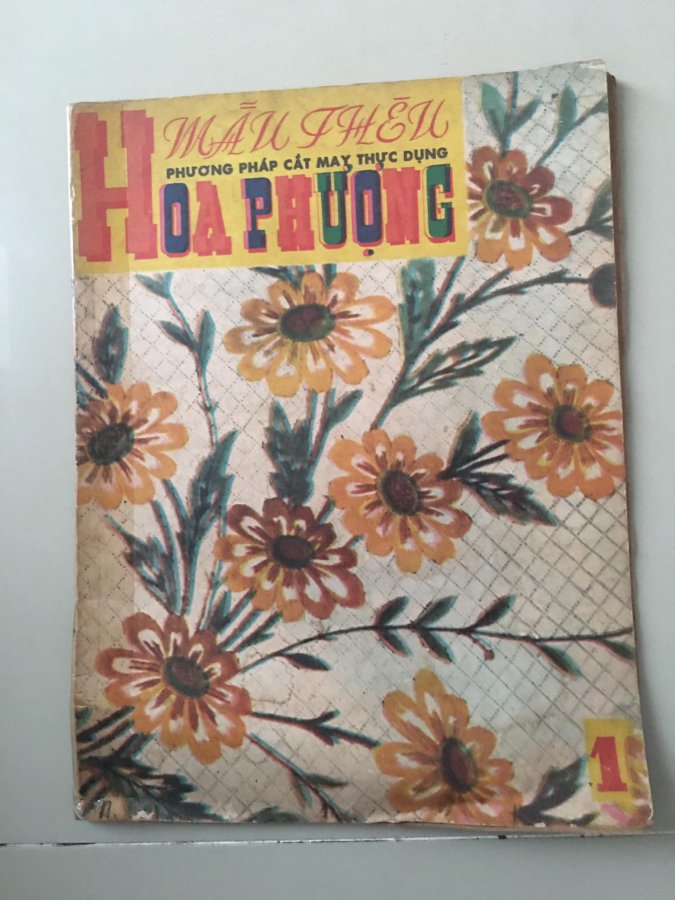 MẪU THÊU
PHƯƠNG PHÁP CẮT MAY THỰC DỤNG
HOA PHƯỢNG
1